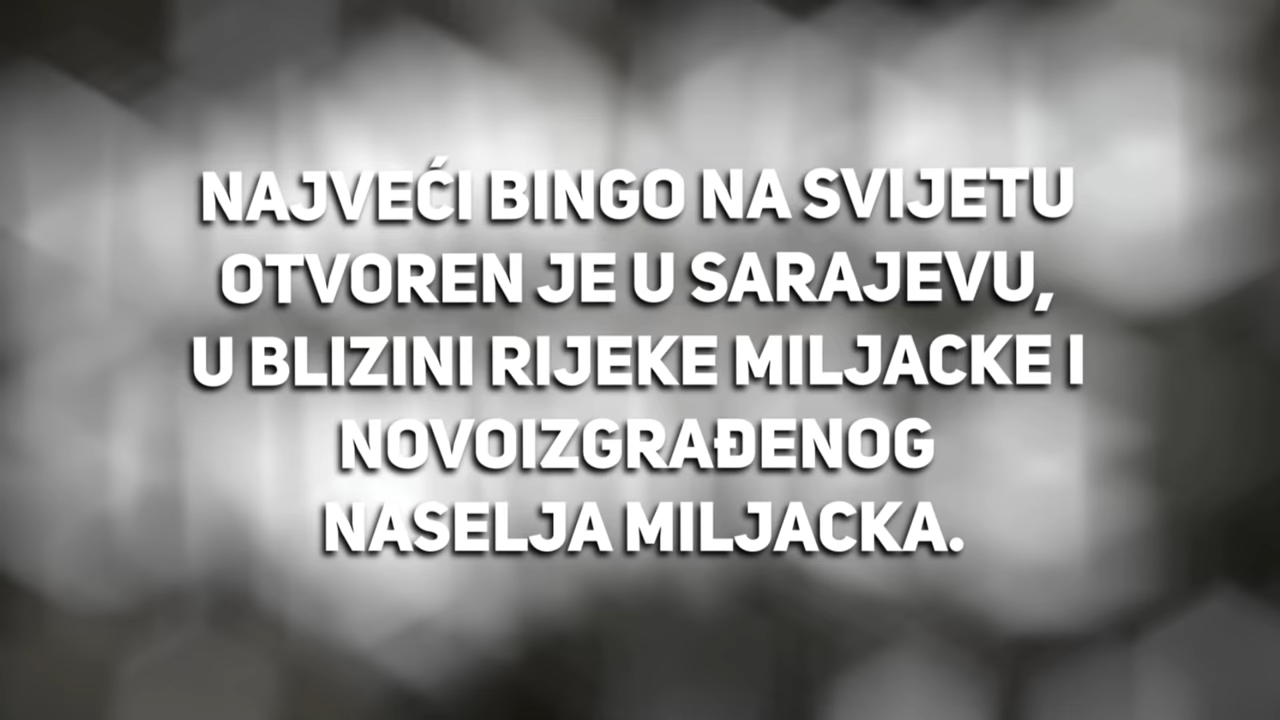 NAJVEĆI BINGO NA SVIJETU
OTVOREN JE U SARAJEVU,
U BLIZINI RIJEKE MILJACKE I
NOVOIZGRAĐENOG
NASELJA MILJACKA.